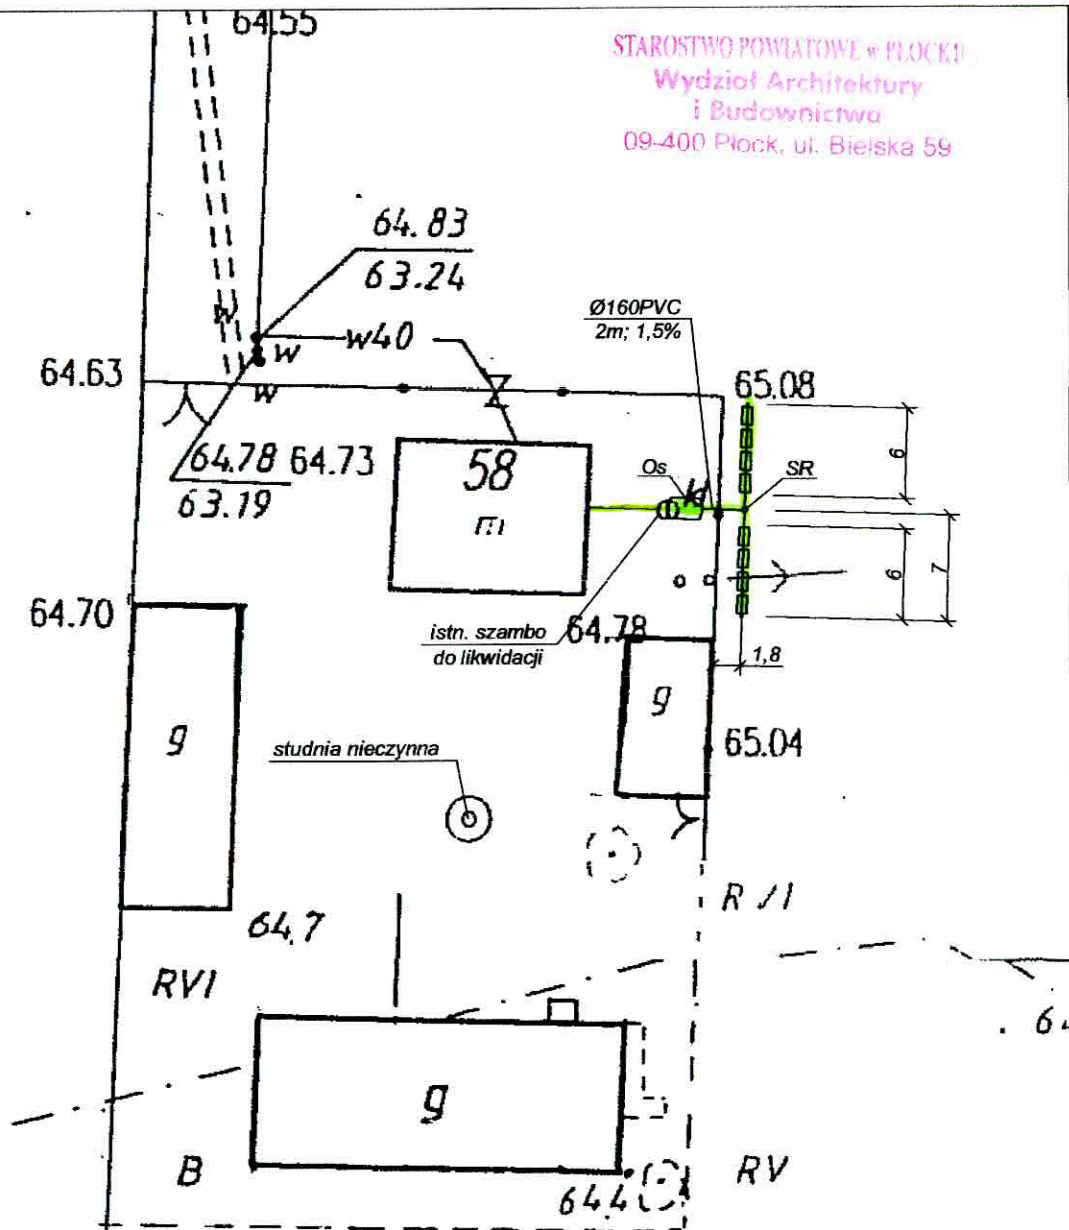 64.55
STAROSTWO POWIATOWE w PŁOCKU
Wydział Architektury
i Budownictwa
09-400 Płock, ul. Bielska 59
64.83
63.24
Ø160PVC
2m; 1,5%
w
w40
w
64.63
w
65.08
64.78
64.73
58
m
Os
kd
SR
6
63.19
6
7
64.70
istn. szambo
do likwidacji
64.78
1,8
g
g
studnia nieczynna
65.04
64.7
RVI
g
B
RV
64.4